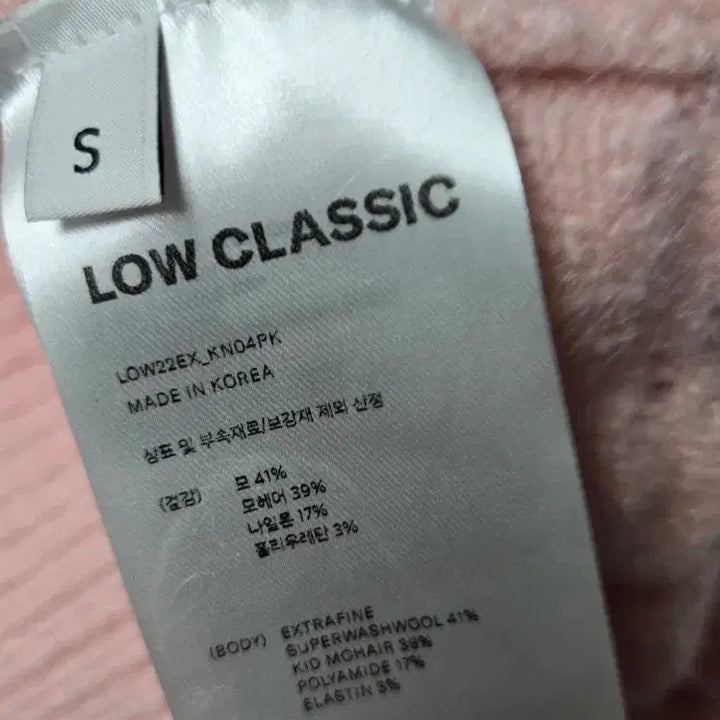 S
LOW CLASSIC
LOW22EX_KN04PK
MADE IN KOREA
상표 및 부속재료/보강재 제외 산정
(겉감) 모 41%
모헤어 39%
나일론 17%
폴리우레탄 3%
(BODY) EXTRAFINE
SUPERWASHWOOL 41%
KID MOHAIR 39%
POLYAMIDE 17%
ELASTIN 3%